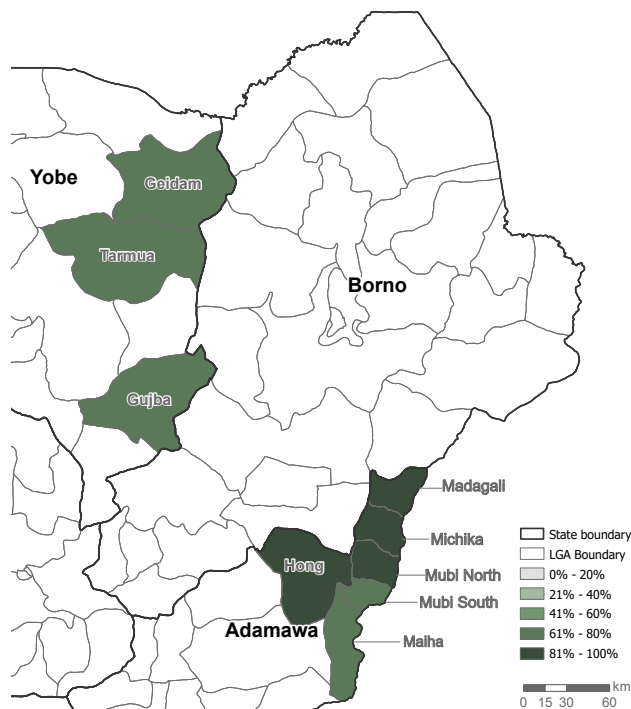 Yobe
Geidam
Tarmua
Borno
Gujba
Madagali
Michika
Hong
Mubi North
Mubi South
Adamawa
Maiha
State boundary
LGA Boundary
0% - 20%
21% - 40%
41% - 60%
61% - 80%
81% - 100%
km
0 15 30 60